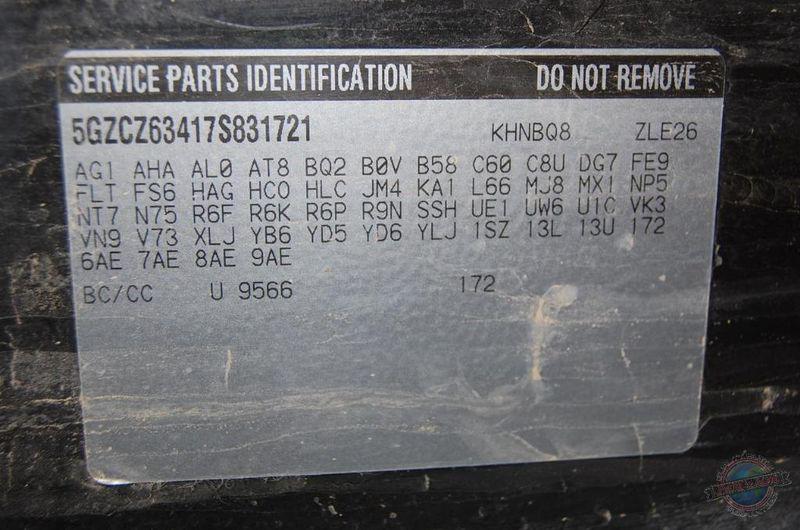 SERVICE PARTS IDENTIFICATION DO NOT REMOVE
5GZCZ63417S831721 KHNBQ8 ZLE26
AG1 AHA AL0 AT8 BQ2 B0V B58 C60 C8U DG7 FE9
FLT FS6 HAG HC0 HLC JM4 KA1 L66 MJ8 MX1 NP5
NT7 N75 R6F R6K R6P R9N SSH UE1 UW6 U1C VK3
VN9 V73 XLJ YB6 YD5 YD6 YLJ 1SZ 13L 13U 172
6AE 7AE 8AE 9AE
BC/CC U 9566 172